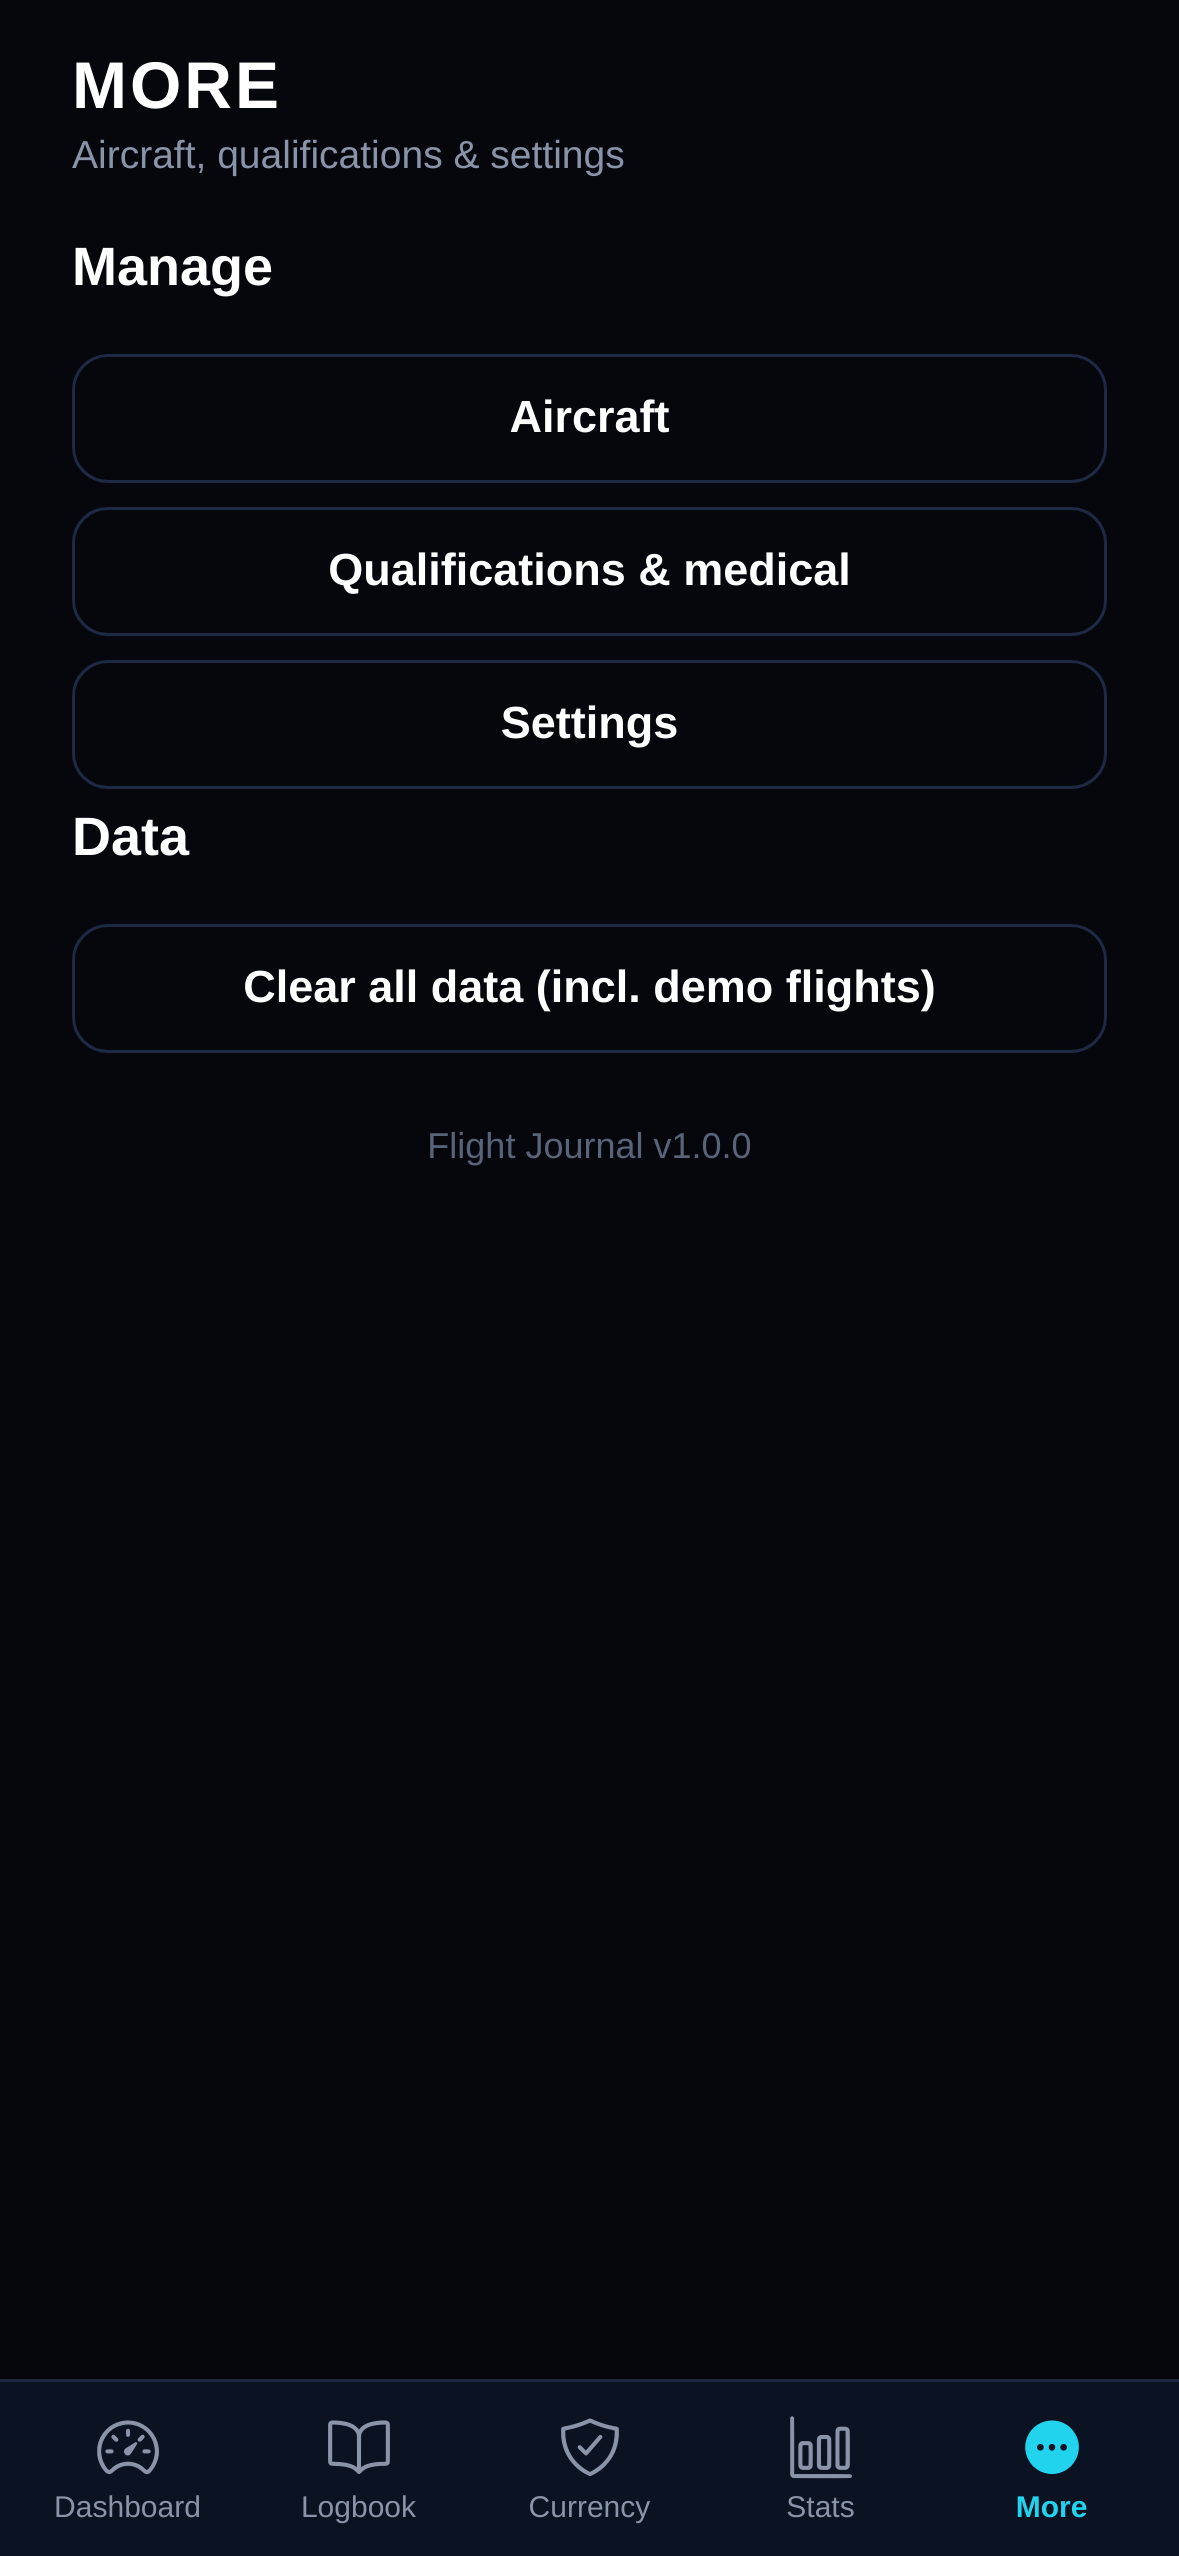 MORE
Aircraft, qualifications & settings
Manage
Aircraft
Qualifications & medical
Settings
Data
Clear all data (incl. demo flights)
Flight Journal v1.0.0
Dashboard
Logbook
Currency
Stats
More